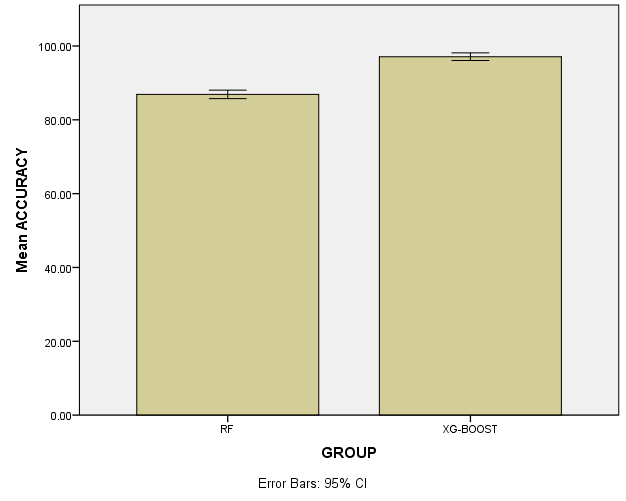 Mean ACCURACY
100.00
80.00
60.00
40.00
20.00
0.00
RF
XG-BOOST
GROUP
Error Bars: 95% CI